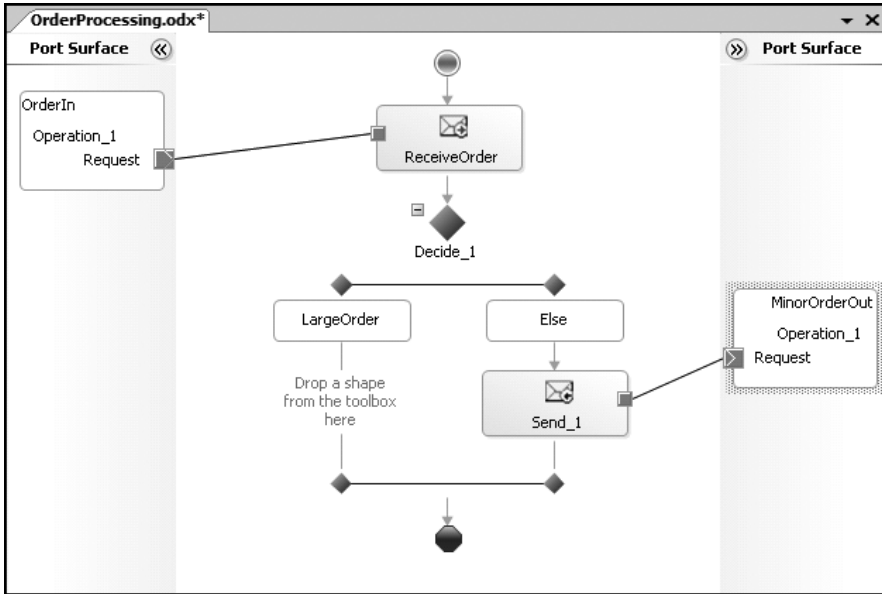 OrderProcessing.odx*
Port Surface
Port Surface
OrderIn
Operation_1
Request
ReceiveOrder
Decide_1
LargeOrder
Else
Drop a shape
from the toolbox
here
Send_1
MinorOrderOut
Operation_1
Request